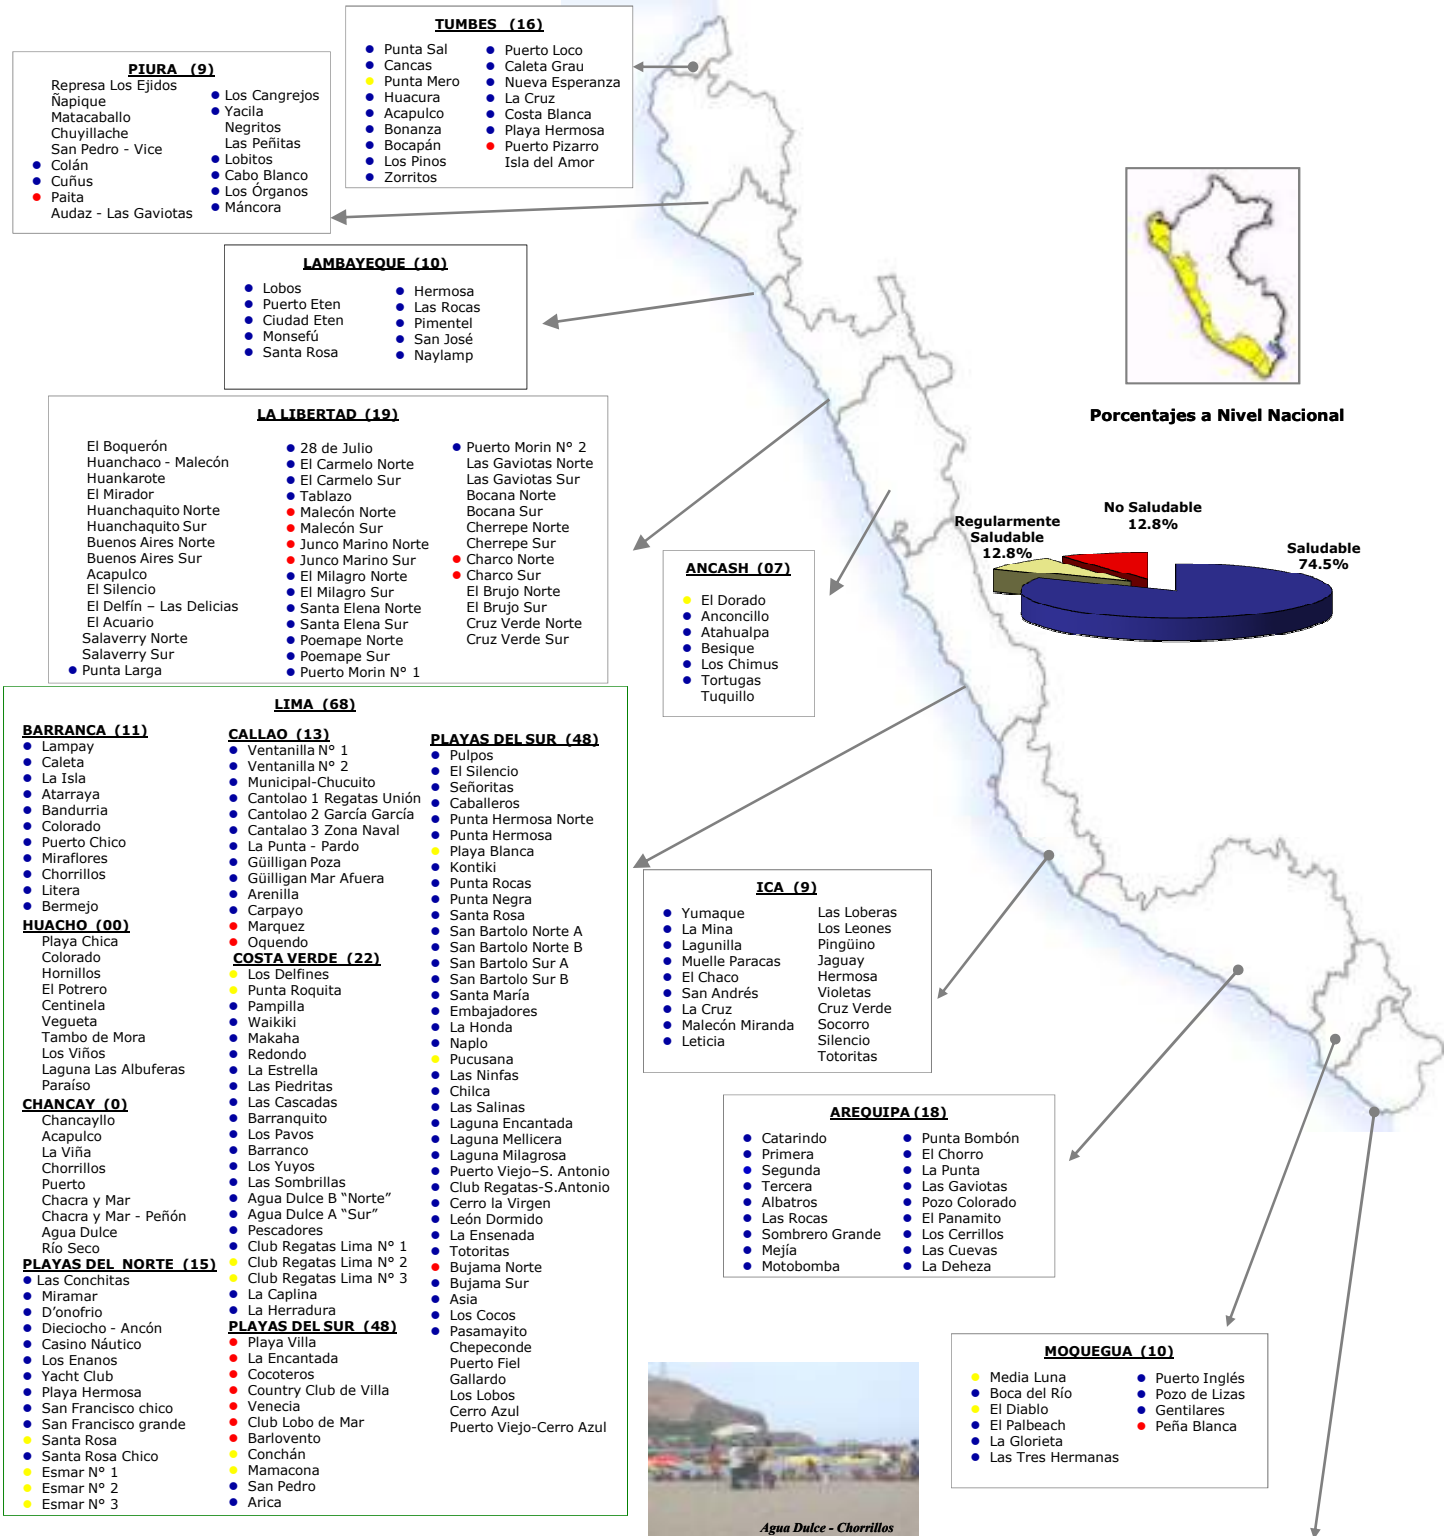 TUMBES (16)
Punta Sal
Cancas
Punta Mero
Huacura
Acapulco
Bonanza
Bocapán
Los Pinos
Zorritos
Puerto Loco
Caleta Grau
Nueva Esperanza
La Cruz
Costa Blanca
Playa Hermosa
Puerto Pizarro
Isla del Amor
PIURA (9)
Represa Los Ejidos
Ñapique
Matacaballo
Chuyillache
San Pedro - Vice
Colán
Cuñus
Paita
Audaz - Las Gaviotas
Los Cangrejos
Yacila
Negritos
Las Peñitas
Lobitos
Cabo Blanco
Los Órganos
Máncora
LAMBAYEQUE (10)
Lobos
Puerto Eten
Ciudad Eten
Monsefú
Santa Rosa
Hermosa
Las Rocas
Pimentel
San José
Naylamp
LA LIBERTAD (19)
El Boquerón
Huanchaco - Malecón
Huankarote
El Mirador
Huanchaquito Norte
Huanchaquito Sur
Buenos Aires Norte
Buenos Aires Sur
Acapulco
El Silencio
El Delfín – Las Delicias
El Acuario
Salaverry Norte
Salaverry Sur
Punta Larga
28 de Julio
El Carmelo Norte
El Carmelo Sur
Tablazo
Malecón Norte
Malecón Sur
Junco Marino Norte
Junco Marino Sur
El Milagro Norte
El Milagro Sur
Santa Elena Norte
Santa Elena Sur
Poemape Norte
Poemape Sur
Puerto Morin N° 1
Puerto Morin N° 2
Las Gaviotas Norte
Las Gaviotas Sur
Bocana Norte
Bocana Sur
Cherrepe Norte
Cherrepe Sur
Charco Norte
Charco Sur
El Brujo Norte
El Brujo Sur
Cruz Verde Norte
Cruz Verde Sur
Porcentajes a Nivel Nacional
No Saludable
12.8%
Regularmente
Saludable
12.8%
Saludable
74.5%
ANCASH (07)
El Dorado
Anconcillo
Atahualpa
Besique
Los Chimus
Tortugas
Tuquillo
LIMA (68)
BARRANCA (11)
Lampay
Caleta
La Isla
Atarraya
Bandurria
Colorado
Puerto Chico
Miraflores
Chorrillos
Litera
Bermejo
HUACHO (00)
Playa Chica
Colorado
Hornillos
El Potrero
Centinela
Vegueta
Tambo de Mora
Los Viños
Laguna Las Albuferas
Paraíso
CHANCAY (0)
Chancayllo
Acapulco
La Viña
Chorrillos
Puerto
Chacra y Mar
Chacra y Mar - Peñón
Agua Dulce
Río Seco
PLAYAS DEL NORTE (15)
Las Conchitas
Miramar
D'onofrio
Dieciocho - Ancón
Casino Náutico
Los Enanos
Yacht Club
Playa Hermosa
San Francisco chico
San Francisco grande
Santa Rosa
Santa Rosa Chico
Esmar N° 1
Esmar N° 2
Esmar N° 3
CALLAO (13)
Ventanilla N° 1
Ventanilla N° 2
Municipal-Chucuito
Cantolao 1 Regatas Unión
Cantolao 2 García García
Cantalao 3 Zona Naval
La Punta - Pardo
Güilligan Poza
Güilligan Mar Afuera
Arenilla
Carpayo
Marquez
Oquendo
COSTA VERDE (22)
Los Delfines
Punta Roquita
Pampilla
Waikiki
Makaha
Redondo
La Estrella
Las Piedritas
Las Cascadas
Barranquito
Los Pavos
Barranco
Los Yuyos
Las Sombrillas
Agua Dulce B “Norte”
Agua Dulce A “Sur”
Pescadores
Club Regatas Lima N° 1
Club Regatas Lima N° 2
Club Regatas Lima N° 3
La Caplina
La Herradura
PLAYAS DEL SUR (48)
Playa Villa
La Encantada
Cocoteros
Country Club de Villa
Venecia
Club Lobo de Mar
Barlovento
Conchán
Mamacona
San Pedro
Arica
PLAYAS DEL SUR (48)
Pulpos
El Silencio
Señoritas
Caballeros
Punta Hermosa Norte
Punta Hermosa
Playa Blanca
Kontiki
Punta Rocas
Punta Negra
Santa Rosa
San Bartolo Norte A
San Bartolo Norte B
San Bartolo Sur A
San Bartolo Sur B
Santa María
Embajadores
La Honda
Naplo
Pucusana
Las Ninfas
Chilca
Las Salinas
Laguna Encantada
Laguna Mellicera
Laguna Milagrosa
Puerto Viejo–S. Antonio
Club Regatas-S.Antonio
Cerro la Virgen
León Dormido
La Ensenada
Totoritas
Bujama Norte
Bujama Sur
Asia
Los Cocos
Pasamayito
Chepeconde
Puerto Fiel
Gallardo
Los Lobos
Cerro Azul
Puerto Viejo-Cerro Azul
ICA (9)
Yumaque
La Mina
Lagunilla
Muelle Paracas
El Chaco
San Andrés
La Cruz
Malecón Miranda
Leticia
Las Loberas
Los Leones
Pingüino
Jaguay
Hermosa
Violetas
Cruz Verde
Socorro
Silencio
Totoritas
AREQUIPA (18)
Catarindo
Primera
Segunda
Tercera
Albatros
Las Rocas
Sombrero Grande
Mejía
Motobomba
Punta Bombón
El Chorro
La Punta
Las Gaviotas
Pozo Colorado
El Panamito
Los Cerrillos
Las Cuevas
La Deheza
MOQUEGUA (10)
Media Luna
Boca del Río
El Diablo
El Palbeach
La Glorieta
Las Tres Hermanas
Puerto Inglés
Pozo de Lizas
Gentilares
Peña Blanca
Agua Dulce - Chorrillos